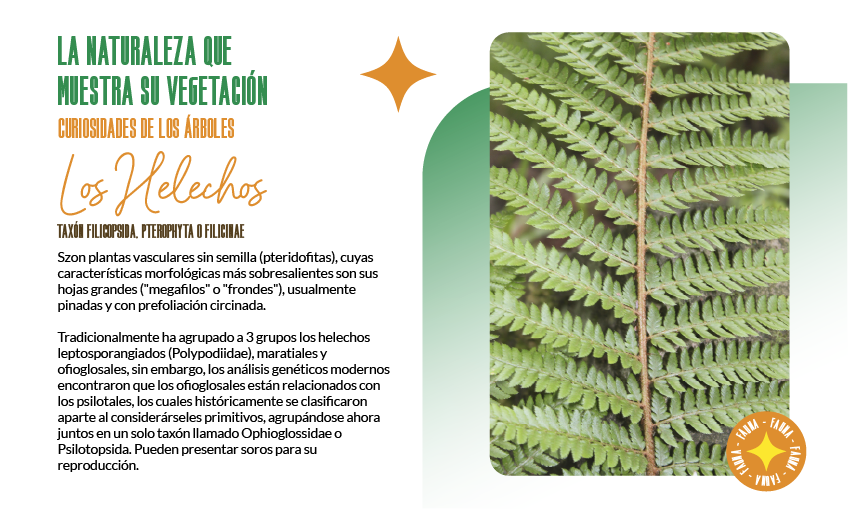 LA NATURALEZA QUE
MUESTRA SU VEGETACIÓN
CURIOSIDADES DE LOS ÁRBOLES
Los Helechos
TAXÓN FILICOPSIDA, PTEROPHYTA O FILICINAE
Szon plantas vasculares sin semilla (pteridofitas), cuyas
características morfológicas más sobresalientes son sus
hojas grandes ("megafilos" o "frondes"), usualmente
pinadas y con prefoliación circinada.
Tradicionalmente ha agrupado a 3 grupos los helechos
leptosporangiados (Polypodiidae), maratiales y
ofioglosales, sin embargo, los análisis genéticos modernos
encontraron que los ofioglosales están relacionados con
los psilotales, los cuales históricamente se clasificaron
aparte al considerárseles primitivos, agrupándose ahora
juntos en un solo taxón llamado Ophioglossidae o
Psilotopsida. Pueden presentar soros para su
reproducción.
FAUNA - FAUNA - FAUNA - FAUNA - FAUNA -